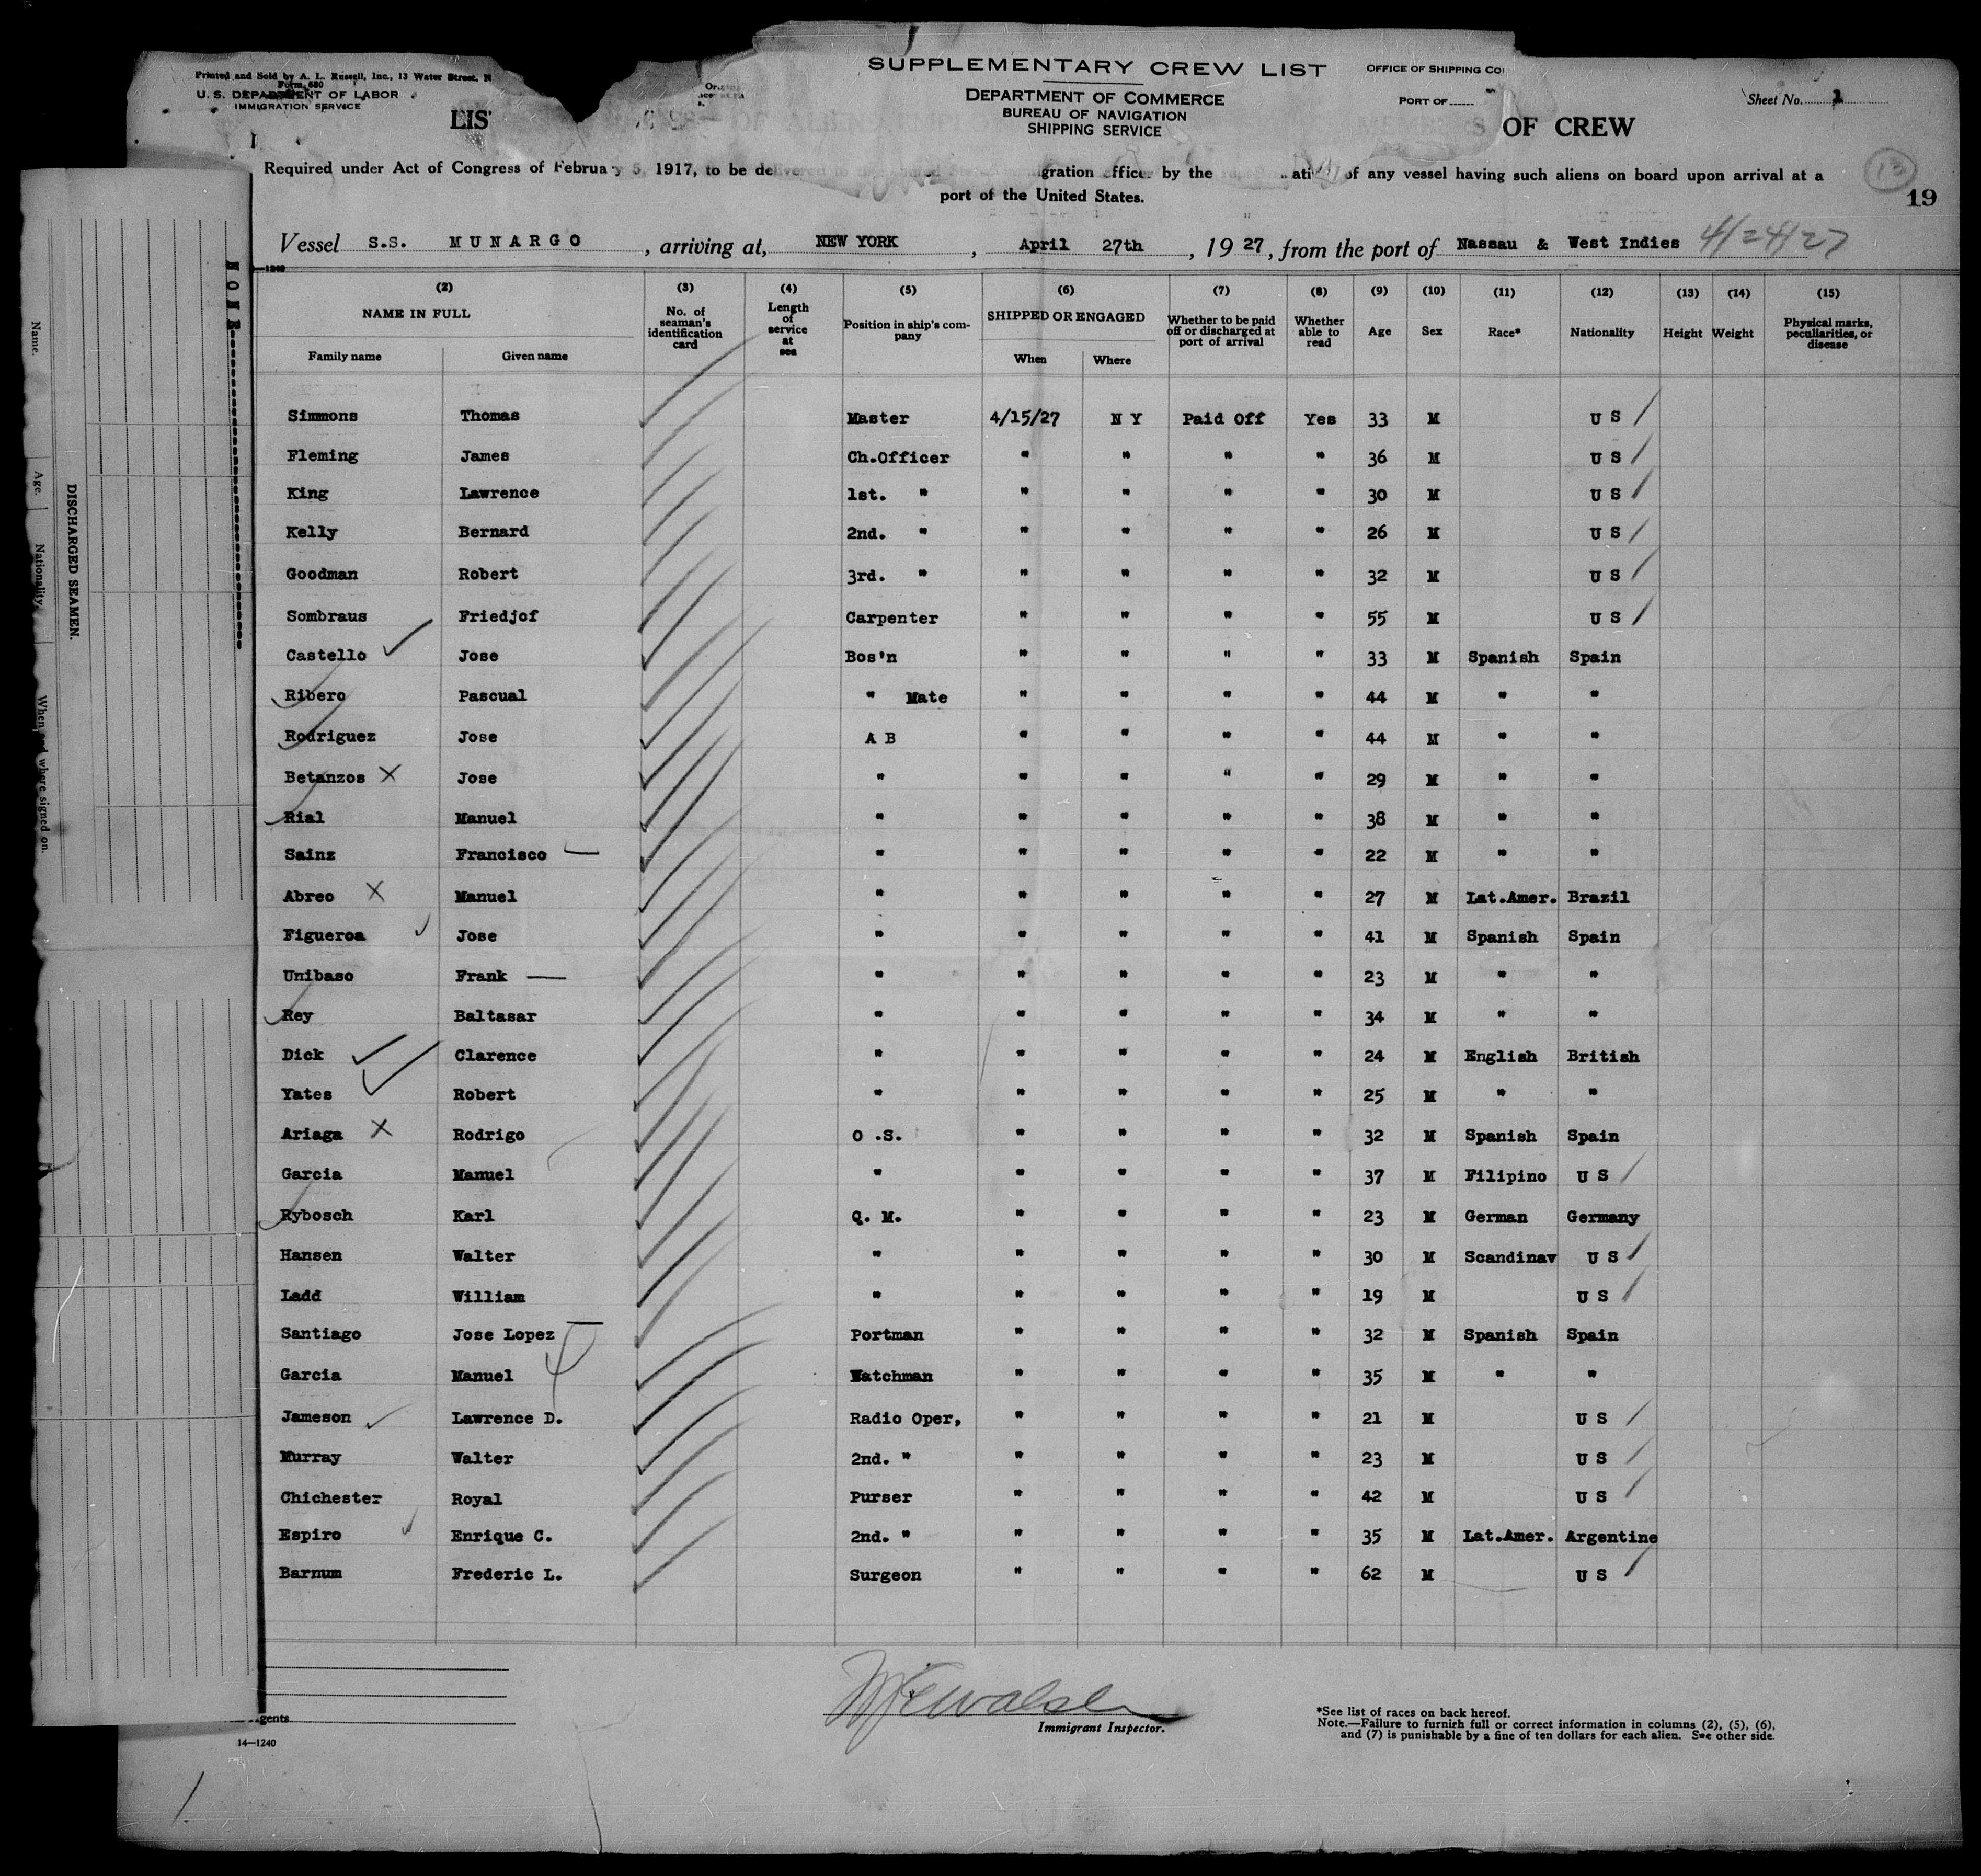 Printed and Sold by A. L. Russell, Inc., 13 Water Street, N
Form 680
U. S. DEPARTMENT OF LABOR
IMMIGRATION SERVICE
SUPPLEMENTARY CREW LIST
DEPARTMENT OF COMMERCE
BUREAU OF NAVIGATION
SHIPPING SERVICE
OFFICE OF SHIPPING CO
PORT OF
Sheet No. 1
LIS OF CREW
Required under Act of Congress of February 5, 1917, to be delivered to the gration officer by the of any vessel having such aliens on board upon arrival at a
port of the United States.
13
19
Vessel S.S. MUNARGO , arriving at, NEW YORK , April 27th , 19 27, from the port of Nassau & West Indies 4/24/27
(2) (3) (4) (5) (6) (7) (8) (9) (10) (11) (12) (13) (14) (15)
NAME IN FULL No. of seaman's identification card Length of service at sea Position in ship's company SHIPPED OR ENGAGED Whether to be paid off or discharged at port of arrival Whether able to read Age Sex Race* Nationality Height Weight Physical marks, peculiarities, or disease
Family name Given name When Where
Simmons Thomas Master 4/15/27 N Y Paid Off Yes 33 M U S
Fleming James Ch.Officer " " " " 36 M U S
King Lawrence 1st. " " " " " 30 M U S
Kelly Bernard 2nd. " " " " " 26 M U S
Goodman Robert 3rd. " " " " " 32 M U S
Sombraus Friedjof Carpenter " " " " 55 M U S
Castello Jose Bos'n " " " " 33 M Spanish Spain
Ribero Pascual " Mate " " " " 44 M " "
Rodriguez Jose A B " " " " 44 M " "
Betanzos Jose " " " " " 29 M " "
Rial Manuel " " " " " 38 M " "
Sainz Francisco " " " " " 22 M " "
Abreo Manuel " " " " " 27 M Lat.Amer. Brazil
Figueroa Jose " " " " " 41 M Spanish Spain
Unibaso Frank " " " " " 23 M " "
Rey Baltasar " " " " " 34 M " "
Dick Clarence " " " " " 24 M English British
Yates Robert " " " " " 25 M " "
Ariaga Rodrigo O .S. " " " " 32 M Spanish Spain
Garcia Manuel " " " " " 37 M Filipino U S
Rybosch Karl Q. M. " " " " 23 M German Germany
Hansen Walter " " " " " 30 M Scandinav U S
Ladd William " " " " " 19 M U S
Santiago Jose Lopez Portman " " " " 32 M Spanish Spain
Garcia Manuel Watchman " " " " 35 M " "
Jameson Lawrence D. Radio Oper, " " " " 21 M U S
Murray Walter 2nd. " " " " " 23 M U S
Chichester Royal Purser " " " " 42 M U S
Espiro Enrique C. 2nd. " " " " " 35 M Lat.Amer. Argentine
Barnum Frederic L. Surgeon " " " " 62 M U S
Immigrant Inspector.
*See list of races on back hereof.
Note.—Failure to furnish full or correct information in columns (2), (5), (6),
and (7) is punishable by a fine of ten dollars for each alien. See other side.
gents
14—1240
NONE
DISCHARGED SEAMEN.
Name. Age. Nationality. When and where signed on.